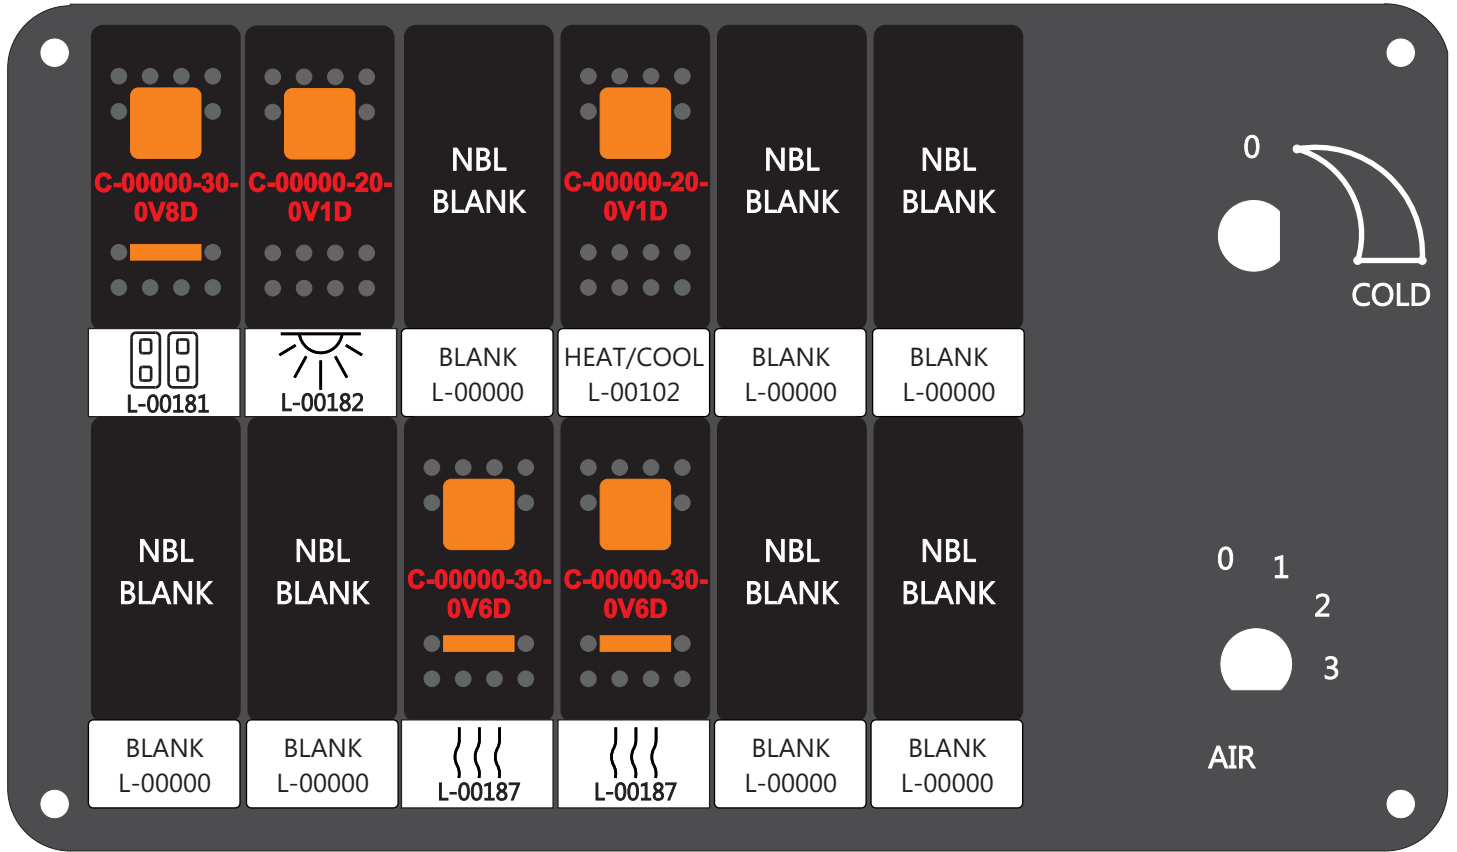 C-00000-30-
0V8D
L-00181
C-00000-20-
0V1D
L-00182
NBL
BLANK
BLANK
L-00000
C-00000-20-
0V1D
HEAT/COOL
L-00102
NBL
BLANK
BLANK
L-00000
NBL
BLANK
BLANK
L-00000
0
COLD
NBL
BLANK
BLANK
L-00000
NBL
BLANK
BLANK
L-00000
C-00000-30-
0V6D
L-00187
C-00000-30-
0V6D
L-00187
NBL
BLANK
BLANK
L-00000
NBL
BLANK
BLANK
L-00000
0
1
2
3
AIR